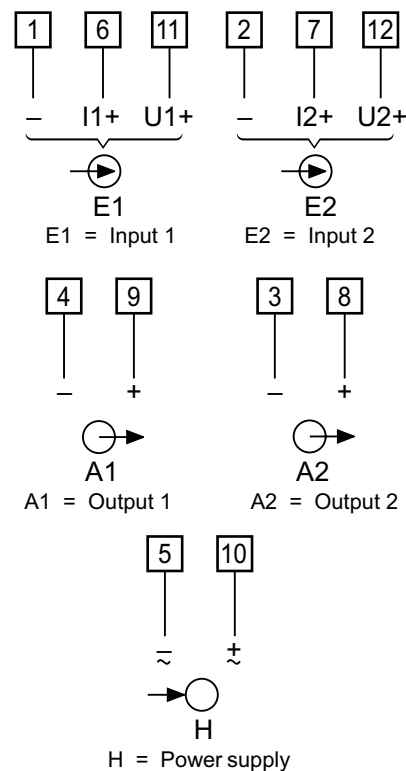 1 6 11 2 7 12
– I1+ U1+ – I2+ U2+
E1 E2
E1 = Input 1 E2 = Input 2
4 9 3 8
– + – +
A1 A2
A1 = Output 1 A2 = Output 2
5 10
– +
~ ~
H
H = Power supply